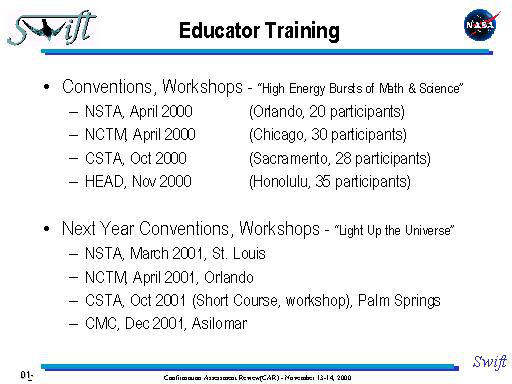 Swift
Educator Training
NASA
• Conventions, Workshops - "High Energy Bursts of Math & Science"
– NSTA, April 2000 (Orlando, 20 participants)
– NCTM, April 2000 (Chicago, 30 participants)
– CSTA, Oct 2000 (Sacramento, 28 participants)
– HEAD, Nov 2000 (Honolulu, 35 participants)
• Next Year Conventions, Workshops - "Light Up the Universe"
– NSTA, March 2001, St. Louis
– NCTM, April 2001, Orlando
– CSTA, Oct 2001 (Short Course, workshop), Palm Springs
– CMC, Dec 2001, Asilomar
Swift
01-
Confirmation Assessment Review(CAR) - November 13-14, 2000